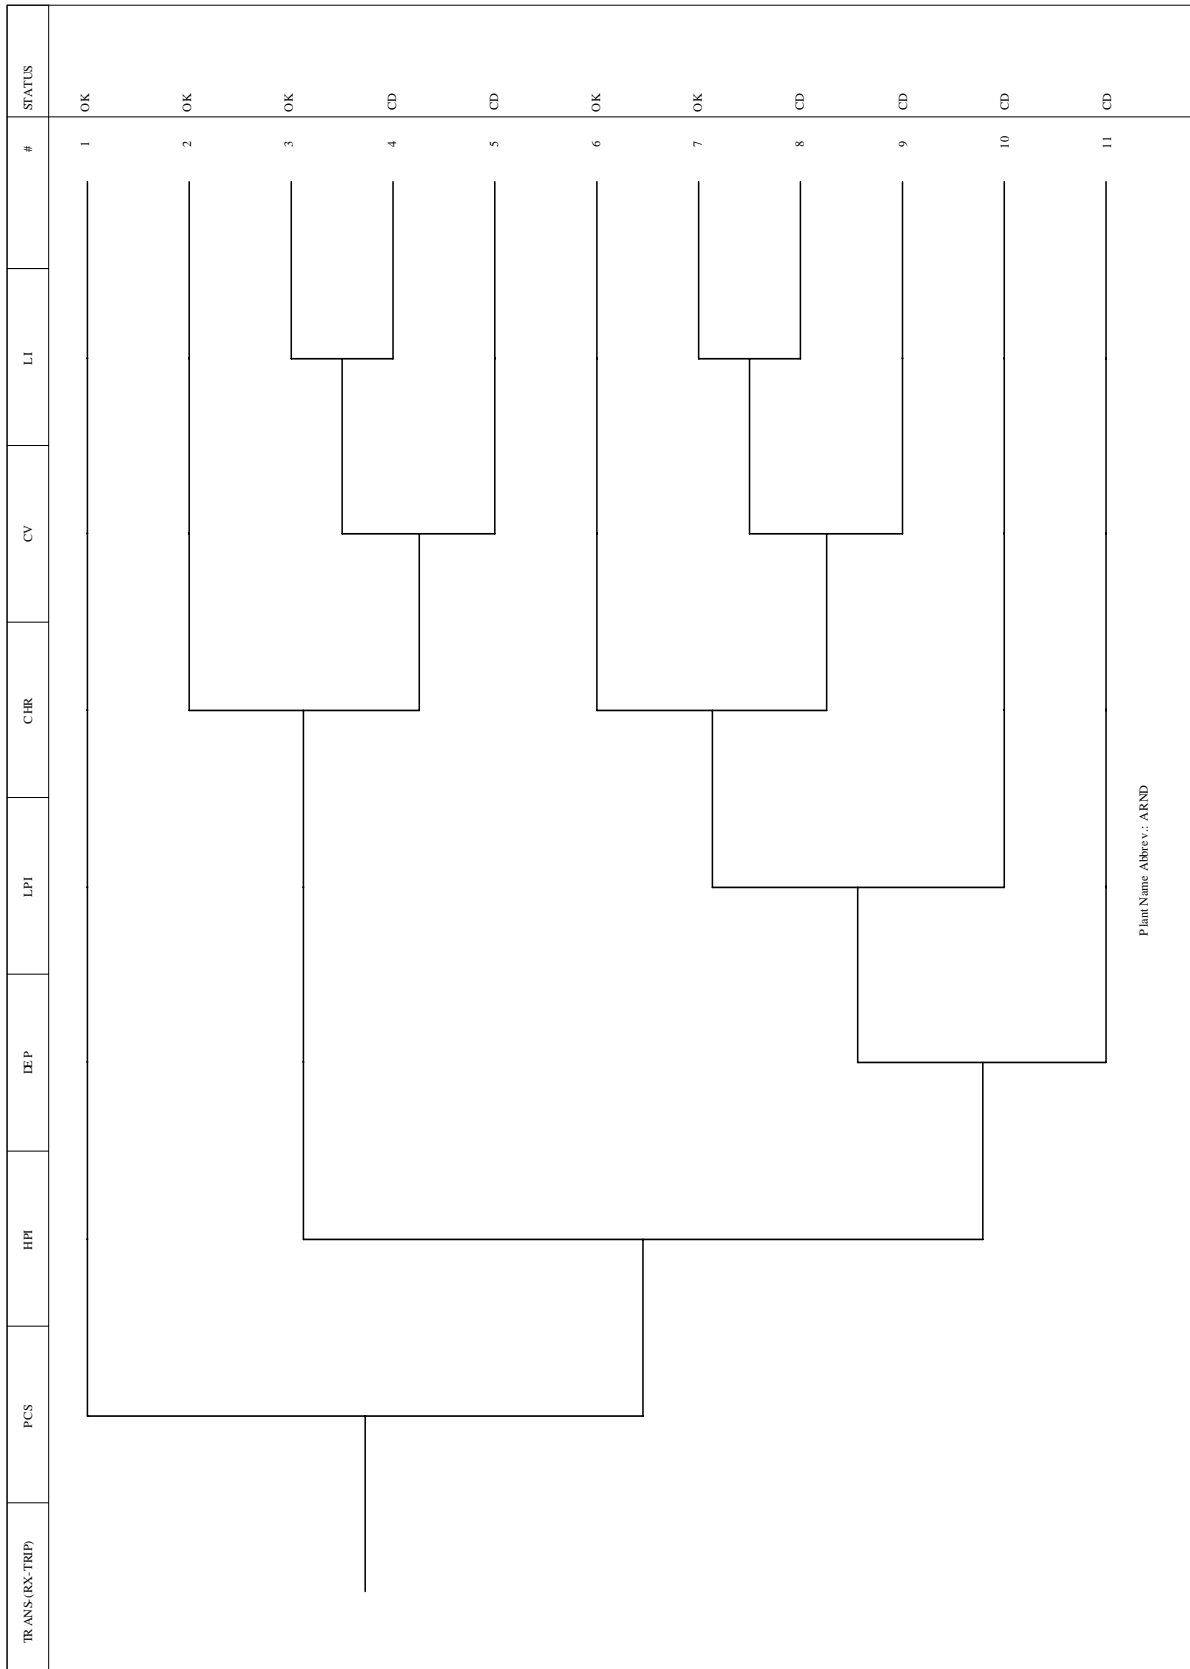 TRANS-(RX-TRIP) PCS HPI DEP LPI CHR CV LI # STATUS
1 OK
2 OK
3 OK
4 CD
5 CD
6 OK
7 OK
8 CD
9 CD
10 CD
11 CD
Plant Name Abbrev.: ARND